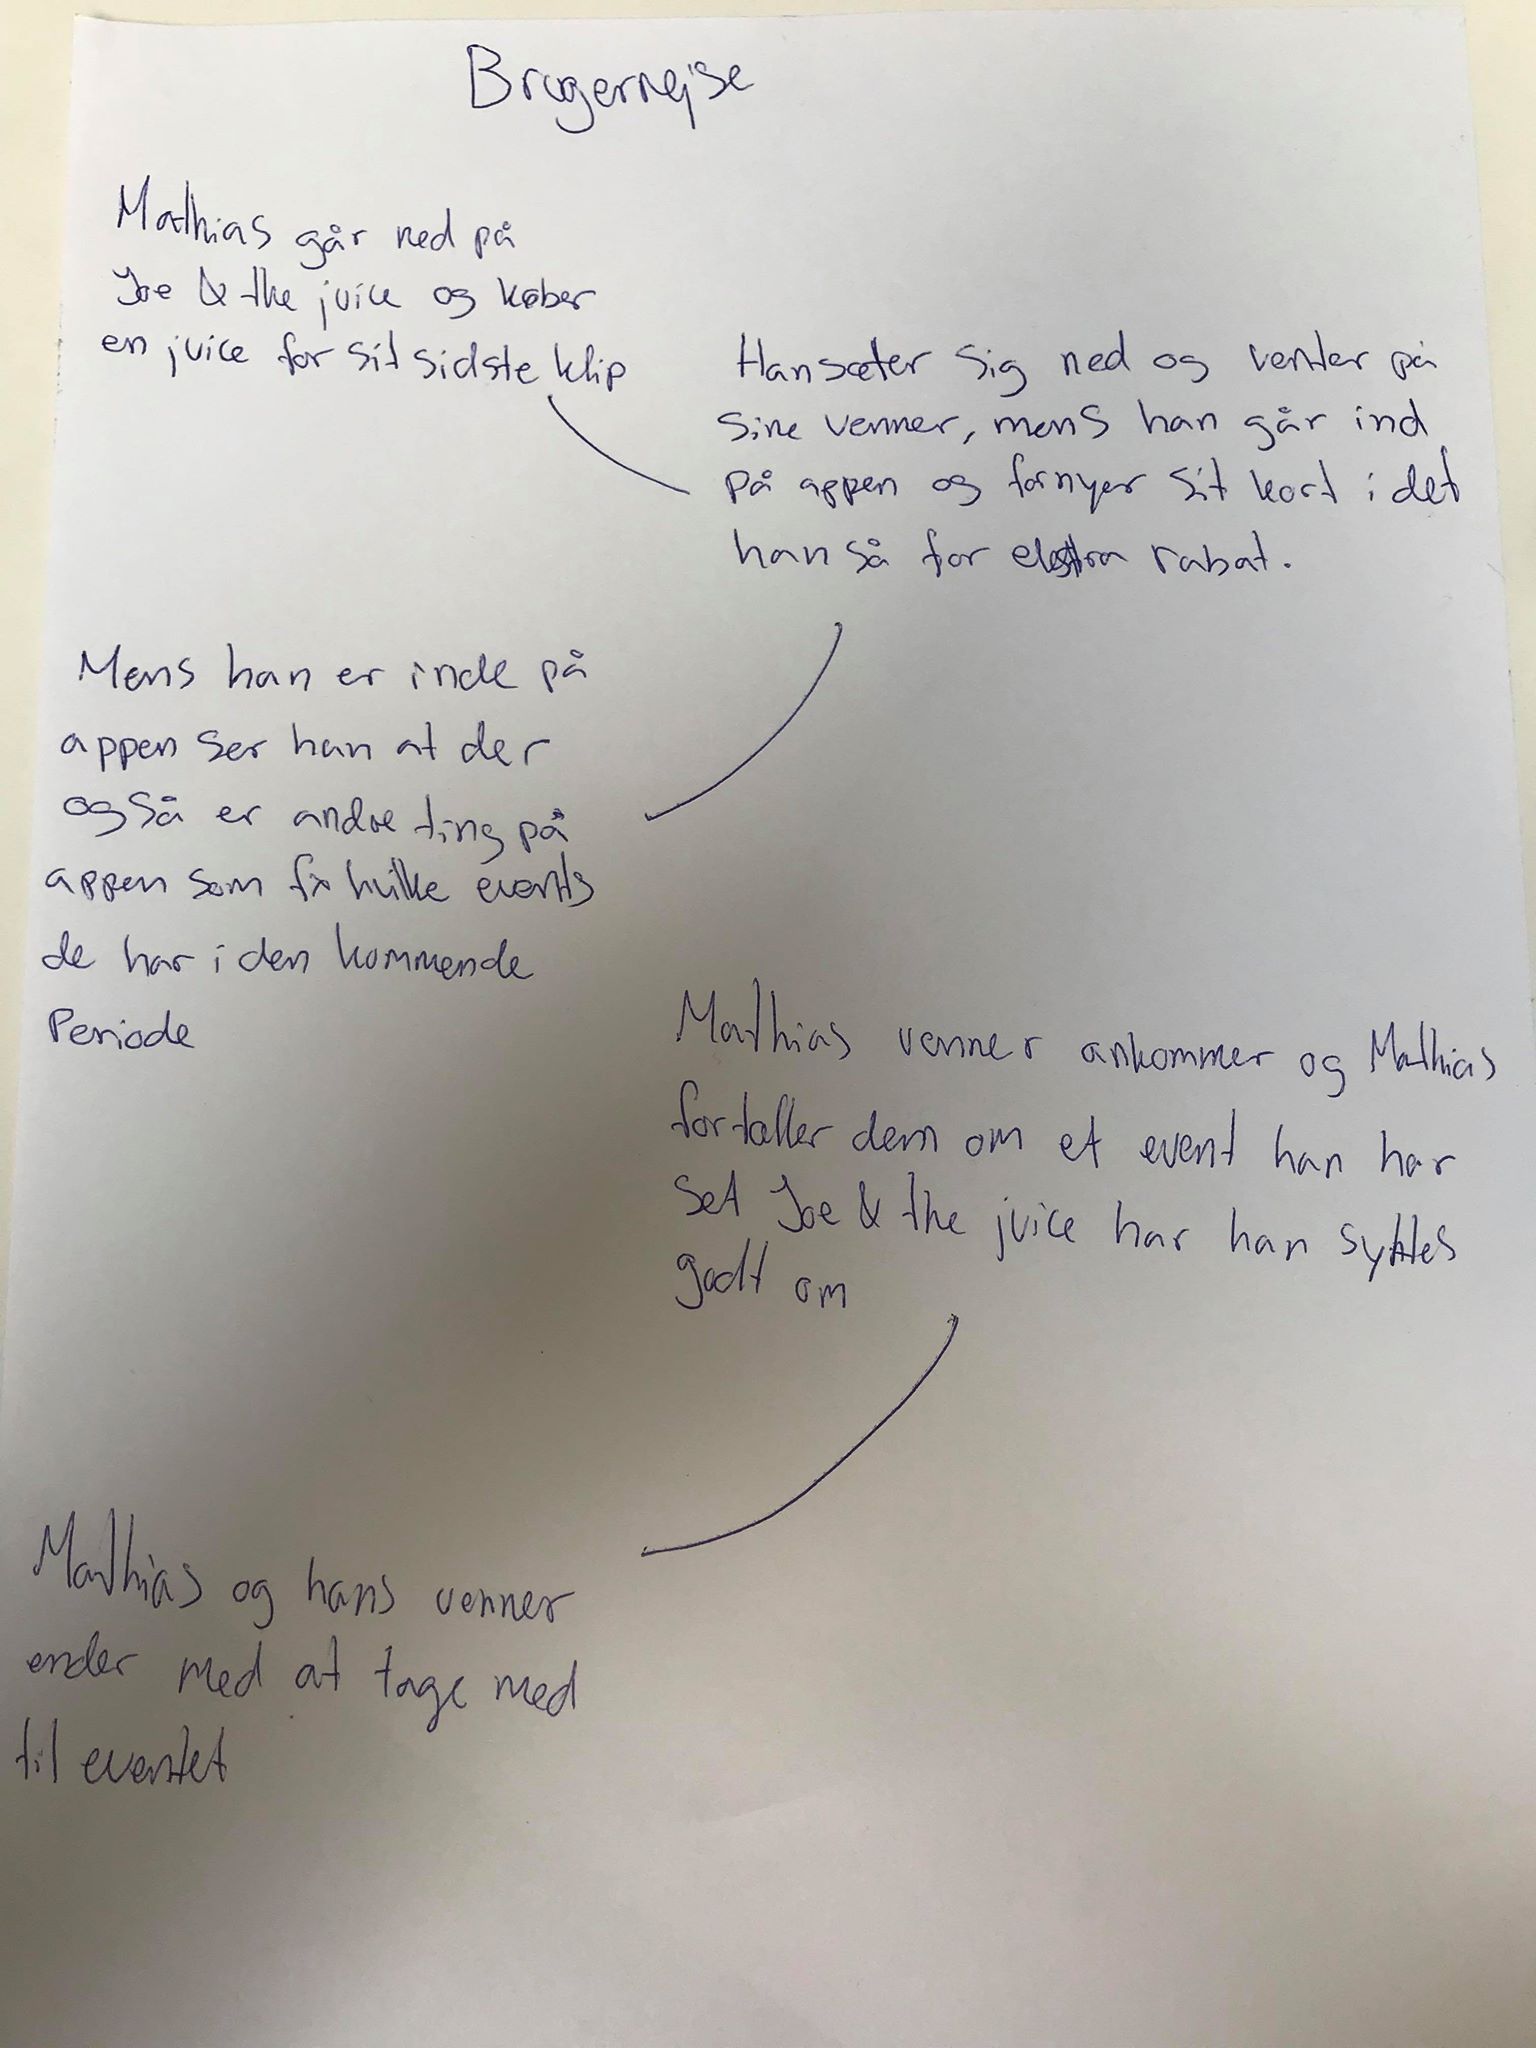 Brugerrejse
Mathias går ned på
Joe & the juice og køber
en juice for sit sidste klip
Han sæter sig ned og venter på
sine venner, mens han går ind
på appen og fornyer sit kort i det
han så for ekstra rabat.
Mens han er inde på
appen ser han at der
også er andre ting på
appen som fx hvilke events
de har i den kommende
Periode
Mathias venner ankommer og Mathias
fortæller dem om et event han har
set Joe & the juice har han syntes
godt om
Mathias og hans venner
ender med at tage med
til eventet